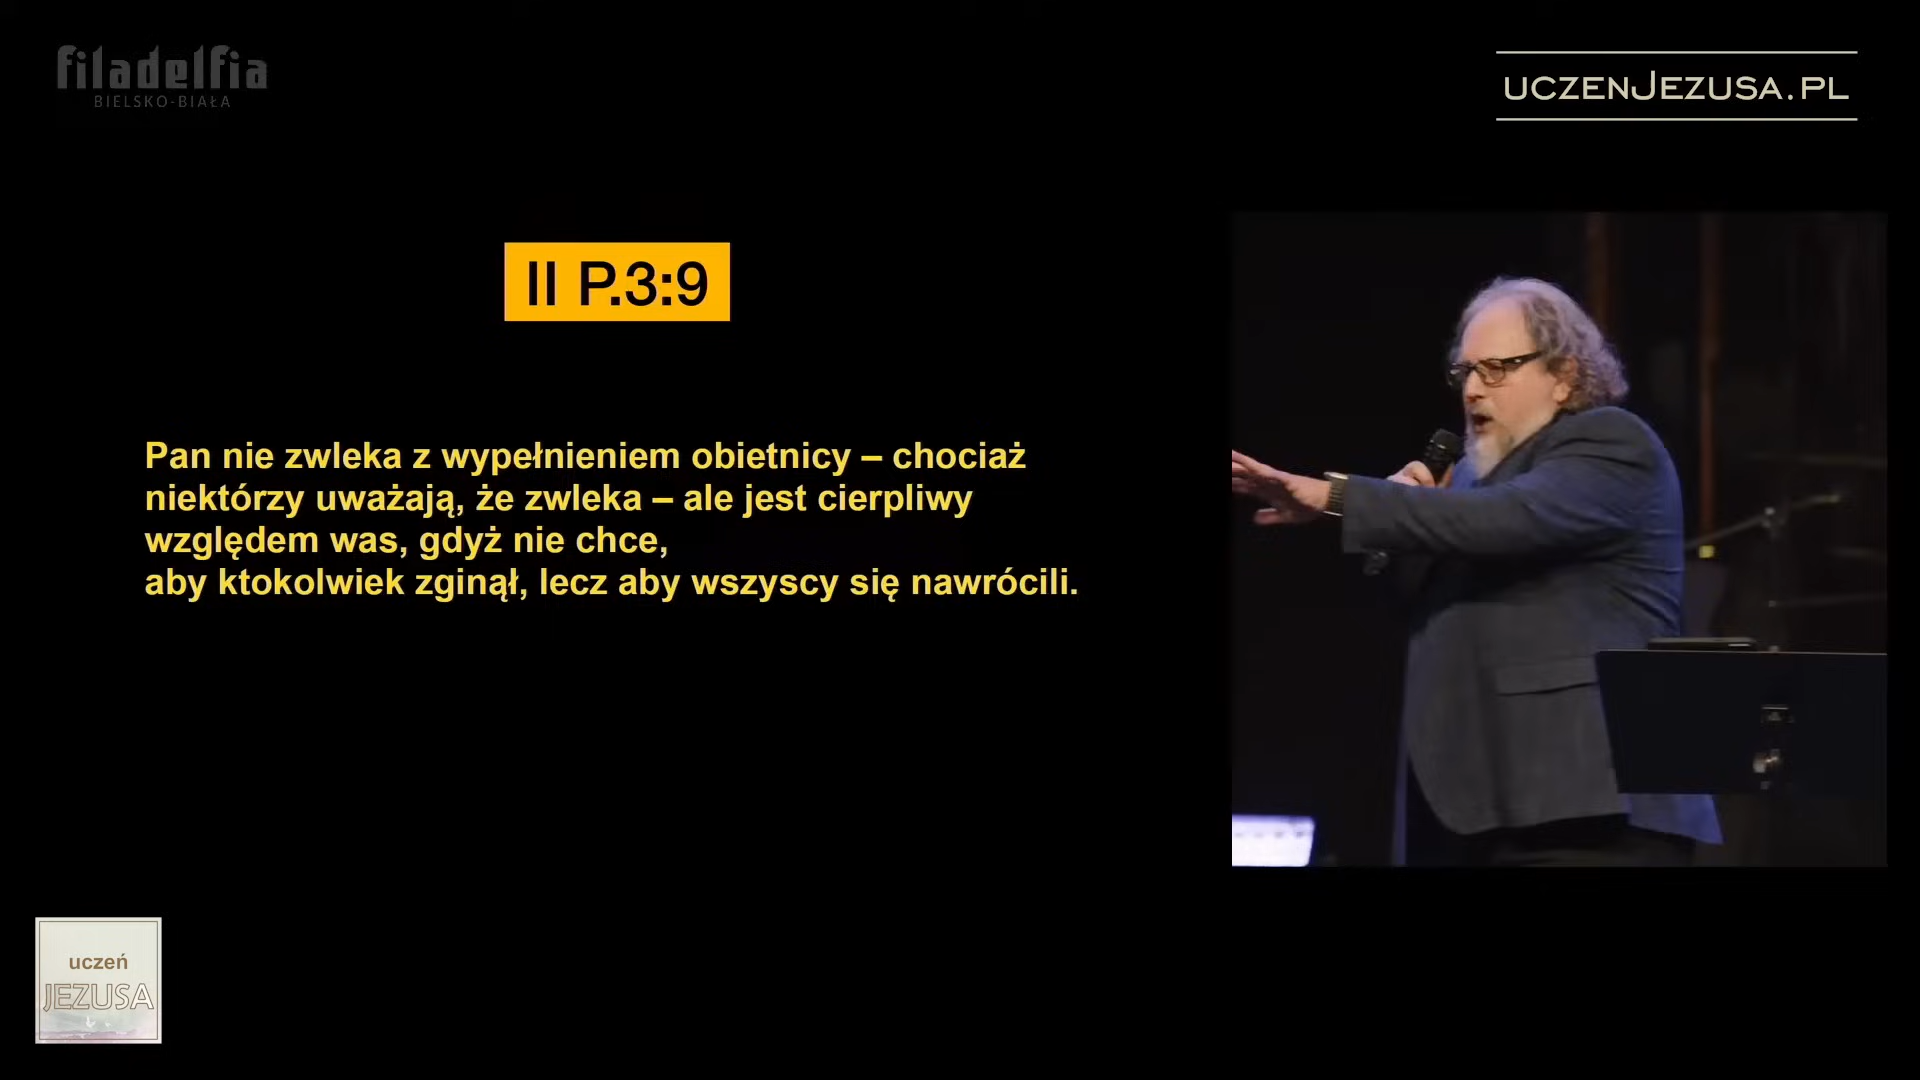 filadelfia
BIELSKO-BIAŁA
UCZENJEZUSA.PL
II P.3:9
Pan nie zwleka z wypełnieniem obietnicy – chociaż
niektórzy uważają, że zwleka – ale jest cierpliwy
względem was, gdyż nie chce,
aby ktokolwiek zginął, lecz aby wszyscy się nawrócili.
uczeń
JEZUSA